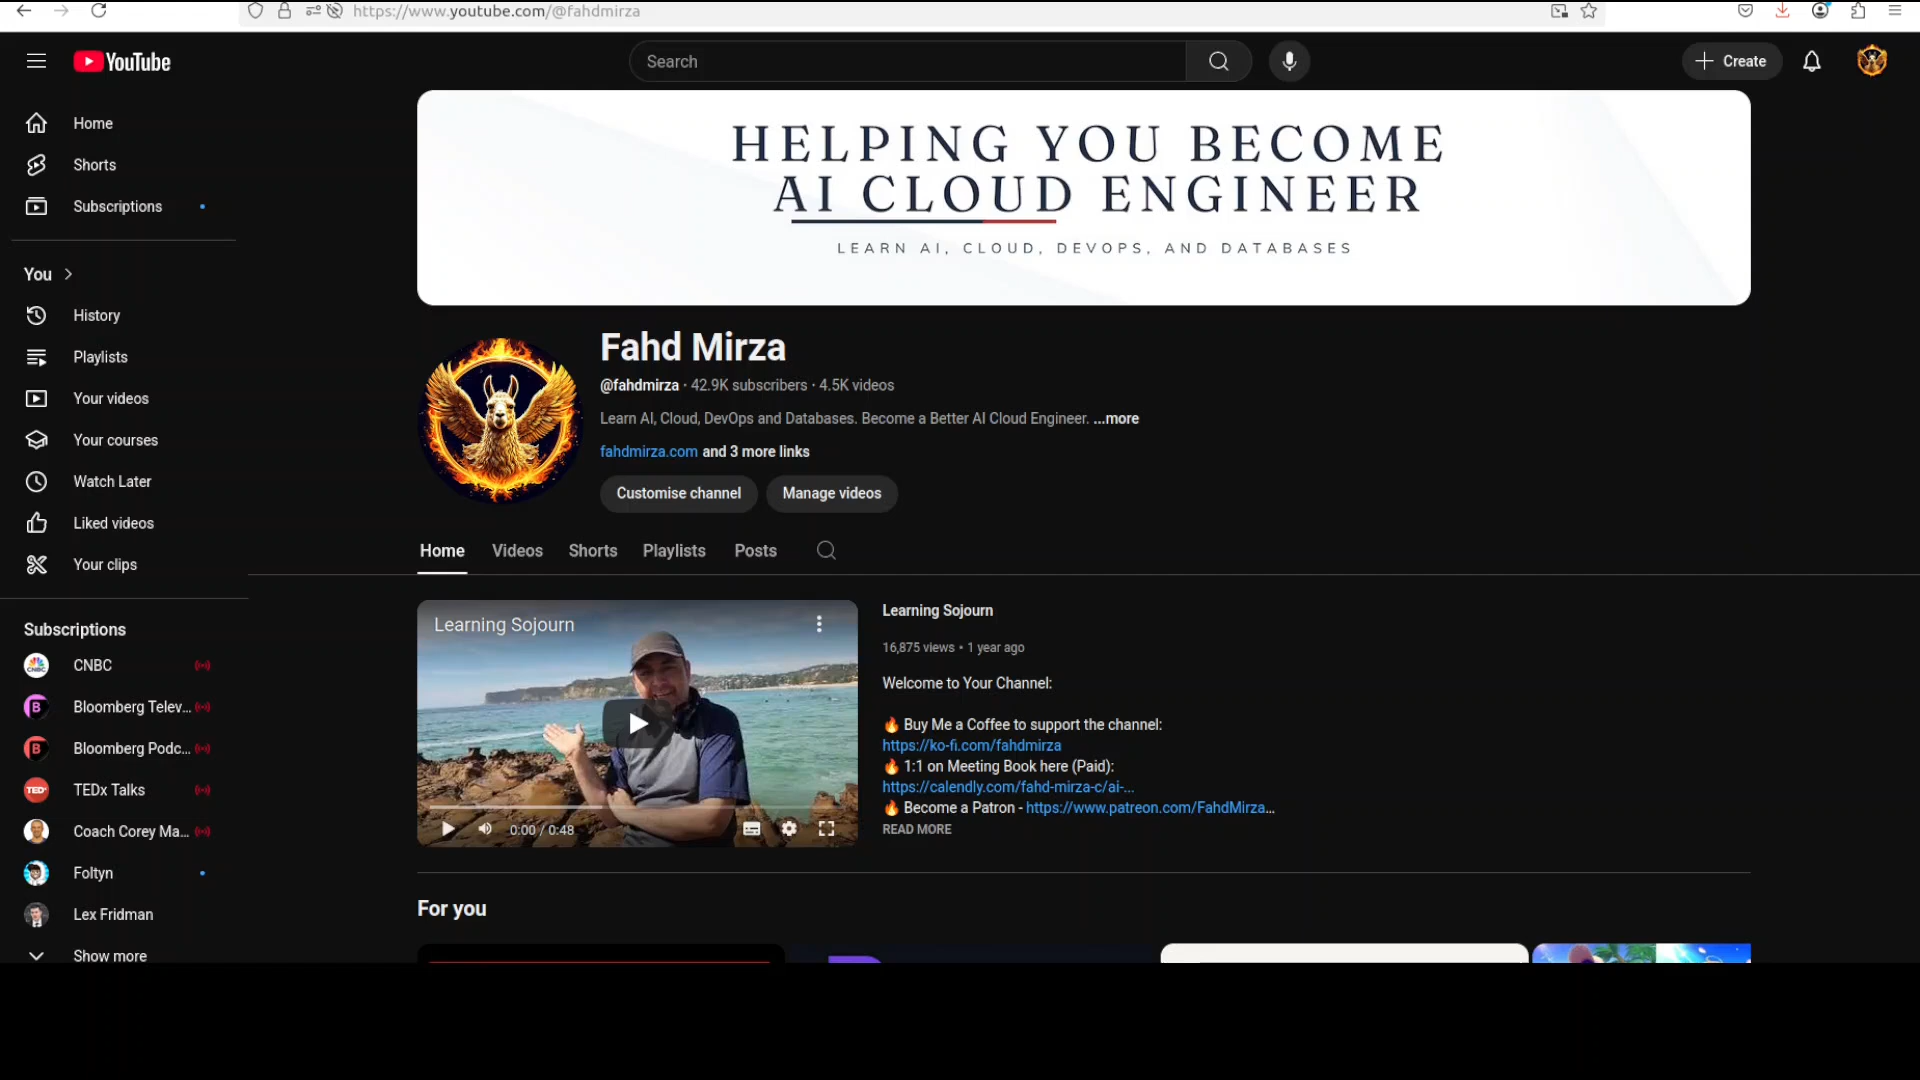 https://www.youtube.com/@fahdmirza
YouTube
Search
Create
Home
Shorts
Subscriptions
You
History
Playlists
Your videos
Your courses
Watch Later
Liked videos
Your clips
Subscriptions
CNBC
Bloomberg Telev...
Bloomberg Podc...
TEDx Talks
Coach Corey Ma...
Foltyn
Lex Fridman
Show more
HELPING YOU BECOME
AI CLOUD ENGINEER
LEARN AI, CLOUD, DEVOPS, AND DATABASES
Fahd Mirza
@fahdmirza · 42.9K subscribers · 4.5K videos
Learn AI, Cloud, DevOps and Databases. Become a Better AI Cloud Engineer. ...more
fahdmirza.com and 3 more links
Customise channel
Manage videos
Home
Videos
Shorts
Playlists
Posts
Learning Sojourn
0:00 / 0:48
Learning Sojourn
16,875 views • 1 year ago
Welcome to Your Channel:
🔥 Buy Me a Coffee to support the channel:
https://ko-fi.com/fahdmirza
🔥 1:1 on Meeting Book here (Paid):
https://calendly.com/fahd-mirza-c/ai-...
🔥 Become a Patron - https://www.patreon.com/FahdMirza...
READ MORE
For you